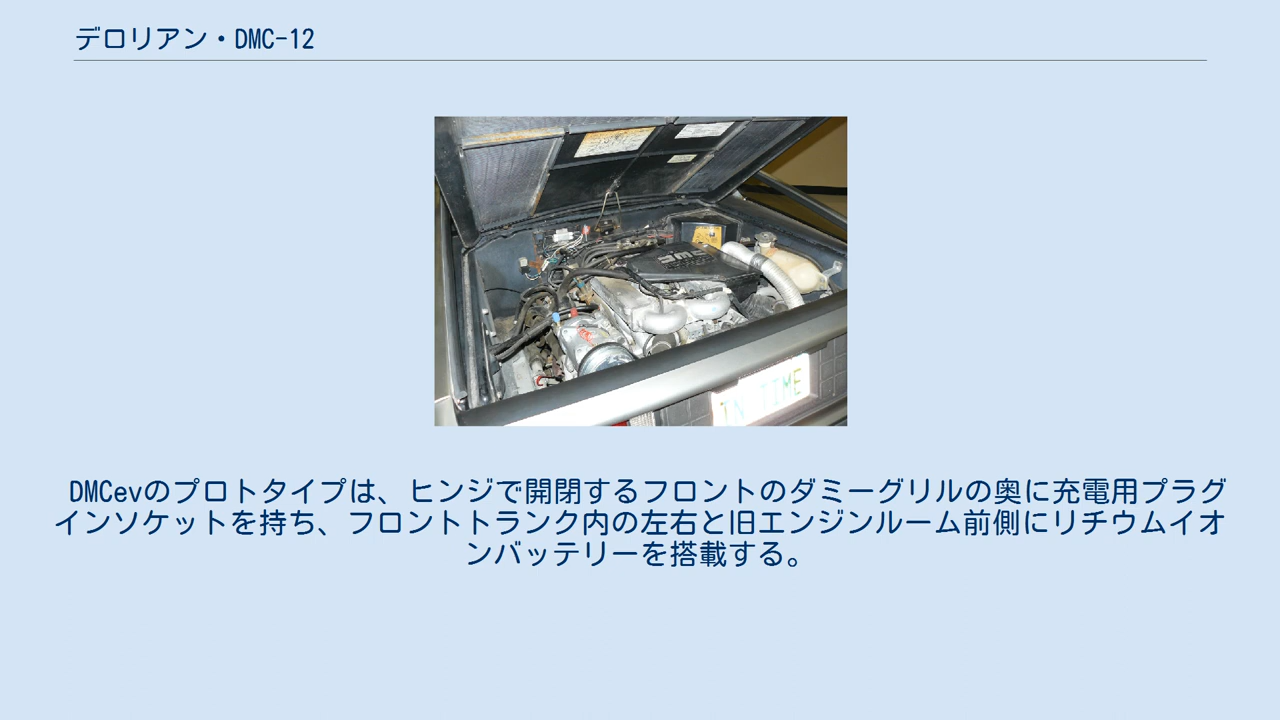 デロリアン・DMC-12
DMC
IN TIME
DMCevのプロトタイプは、ヒンジで開閉するフロントのダミーグリルの奥に充電用プラグ
インソケットを持ち、フロントトランク内の左右と旧エンジンルーム前側にリチウムイオ
ンバッテリーを搭載する。